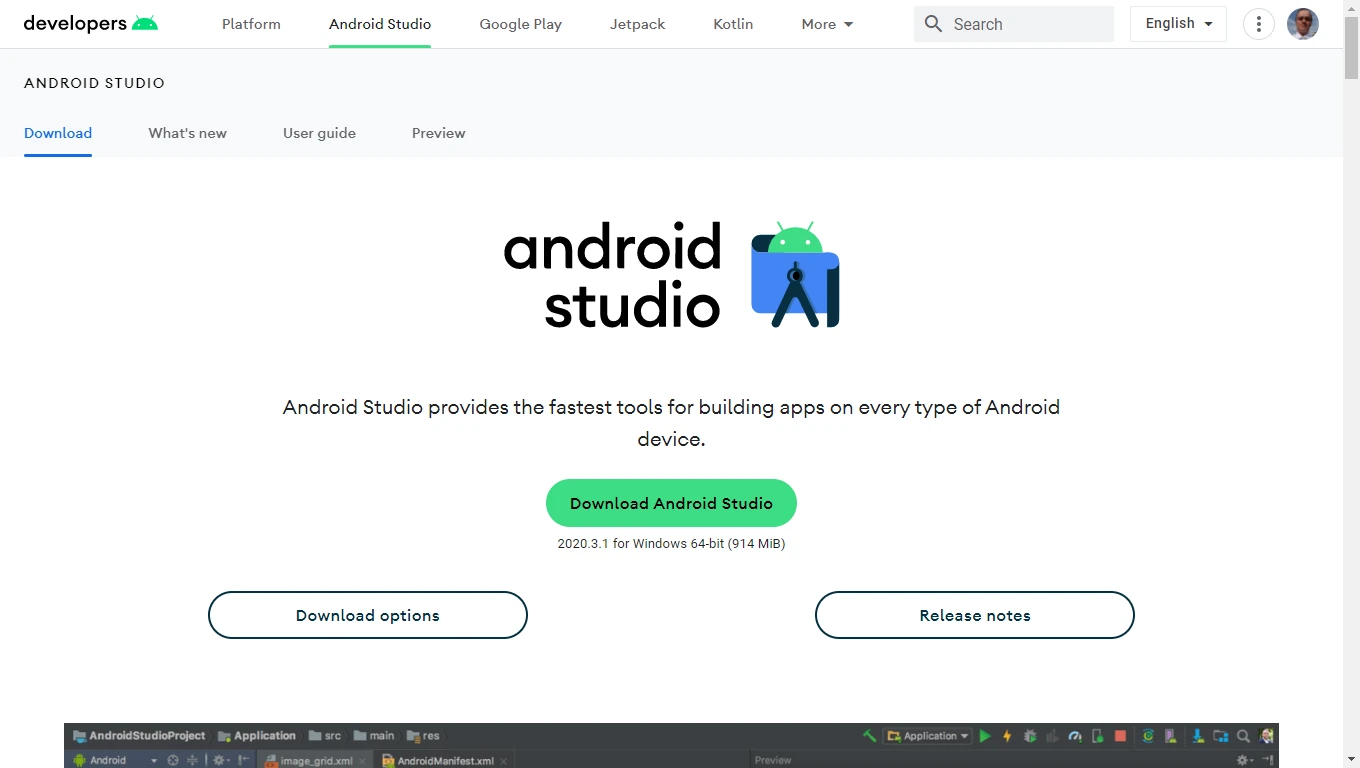 developers
Platform
Android Studio
Google Play
Jetpack
Kotlin
More
Search
English
ANDROID STUDIO
Download
What's new
User guide
Preview
android
studio
Android Studio provides the fastest tools for building apps on every type of Android
device.
Download Android Studio
2020.3.1 for Windows 64-bit (914 MiB)
Download options
Release notes
AndroidStudioProject
Application
src
main
res
Application
Android
image_grid.xml
AndroidManifest.xml
Preview